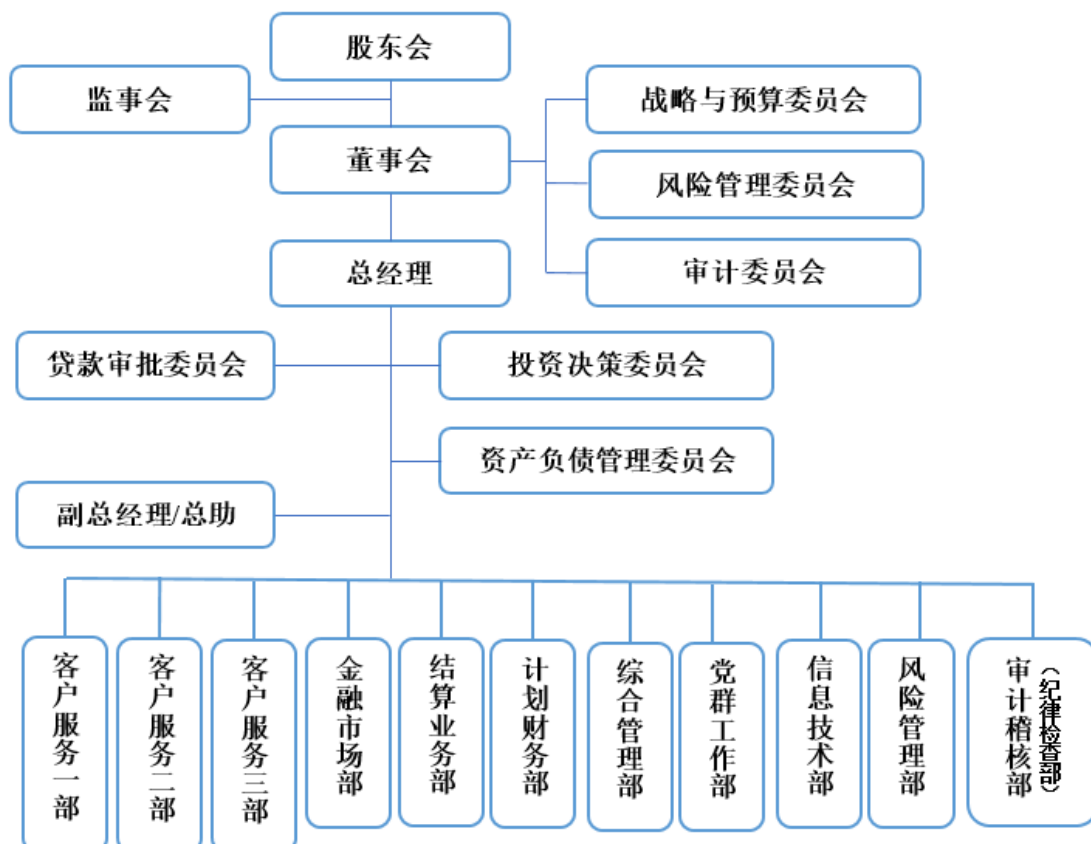 股东会
监事会
战略与预算委员会
董事会
风险管理委员会
总经理
审计委员会
贷款审批委员会
投资决策委员会
资产负债管理委员会
副总经理/总助
客户服务一部
客户服务二部
客户服务三部
金融市场部
结算业务部
计划财务部
综合管理部
党群工作部
信息技术部
风险管理部
审计稽核部
（纪律检查部）